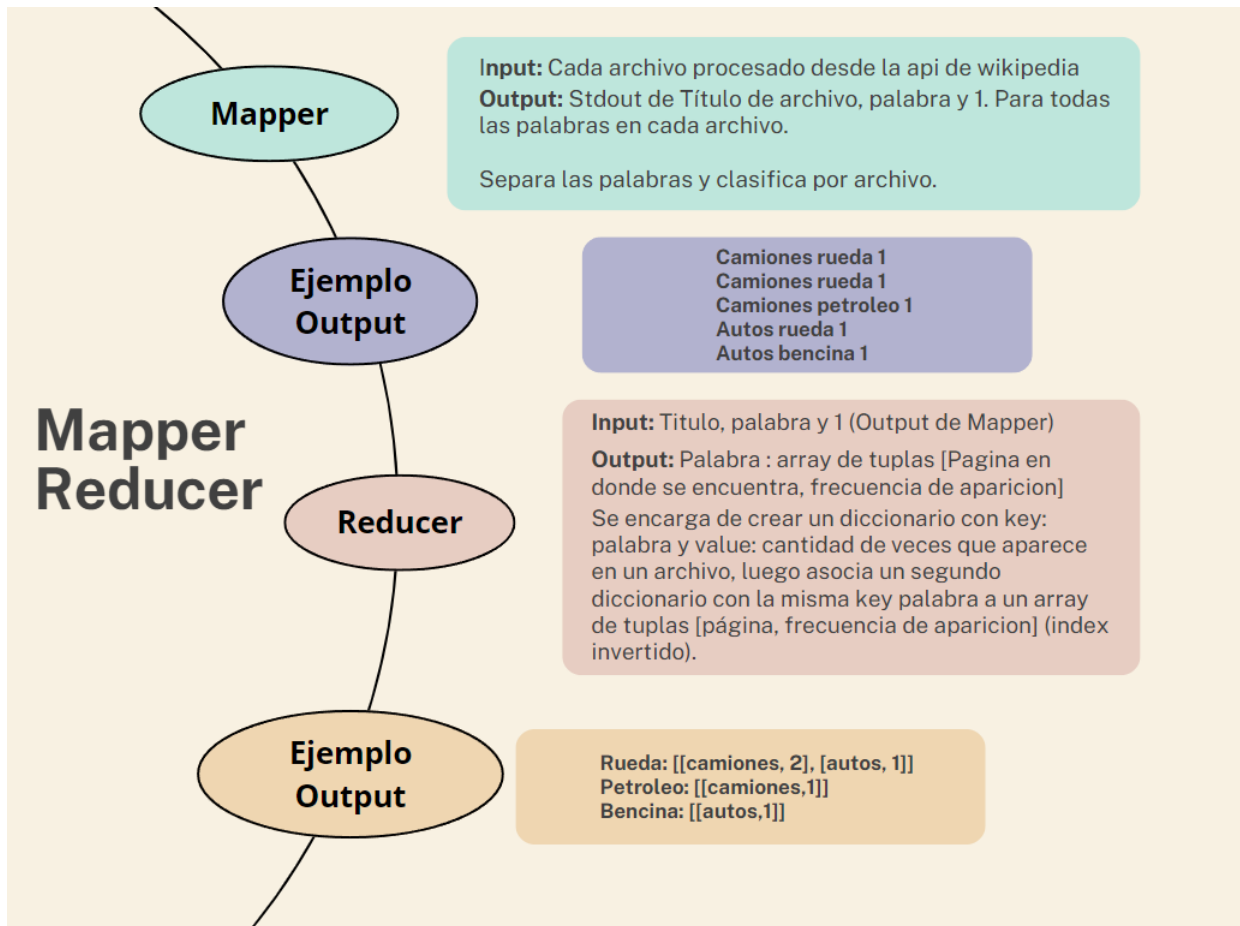 Mapper
Input: Cada archivo procesado desde la api de wikipedia
Output: Stdout de Título de archivo, palabra y 1. Para todas
las palabras en cada archivo.
Separa las palabras y clasifica por archivo.
Ejemplo
Output
Camiones rueda 1
Camiones rueda 1
Camiones petroleo 1
Autos rueda 1
Autos bencina 1
Mapper
Reducer
Reducer
Input: Titulo, palabra y 1 (Output de Mapper)
Output: Palabra : array de tuplas [Pagina en
donde se encuentra, frecuencia de aparicion]
Se encarga de crear un diccionario con key:
palabra y value: cantidad de veces que aparece
en un archivo, luego asocia un segundo
diccionario con la misma key palabra a un array
de tuplas [página, frecuencia de aparicion] (index
invertido).
Ejemplo
Output
Rueda: [[camiones, 2], [autos, 1]]
Petroleo: [[camiones,1]]
Bencina: [[autos,1]]